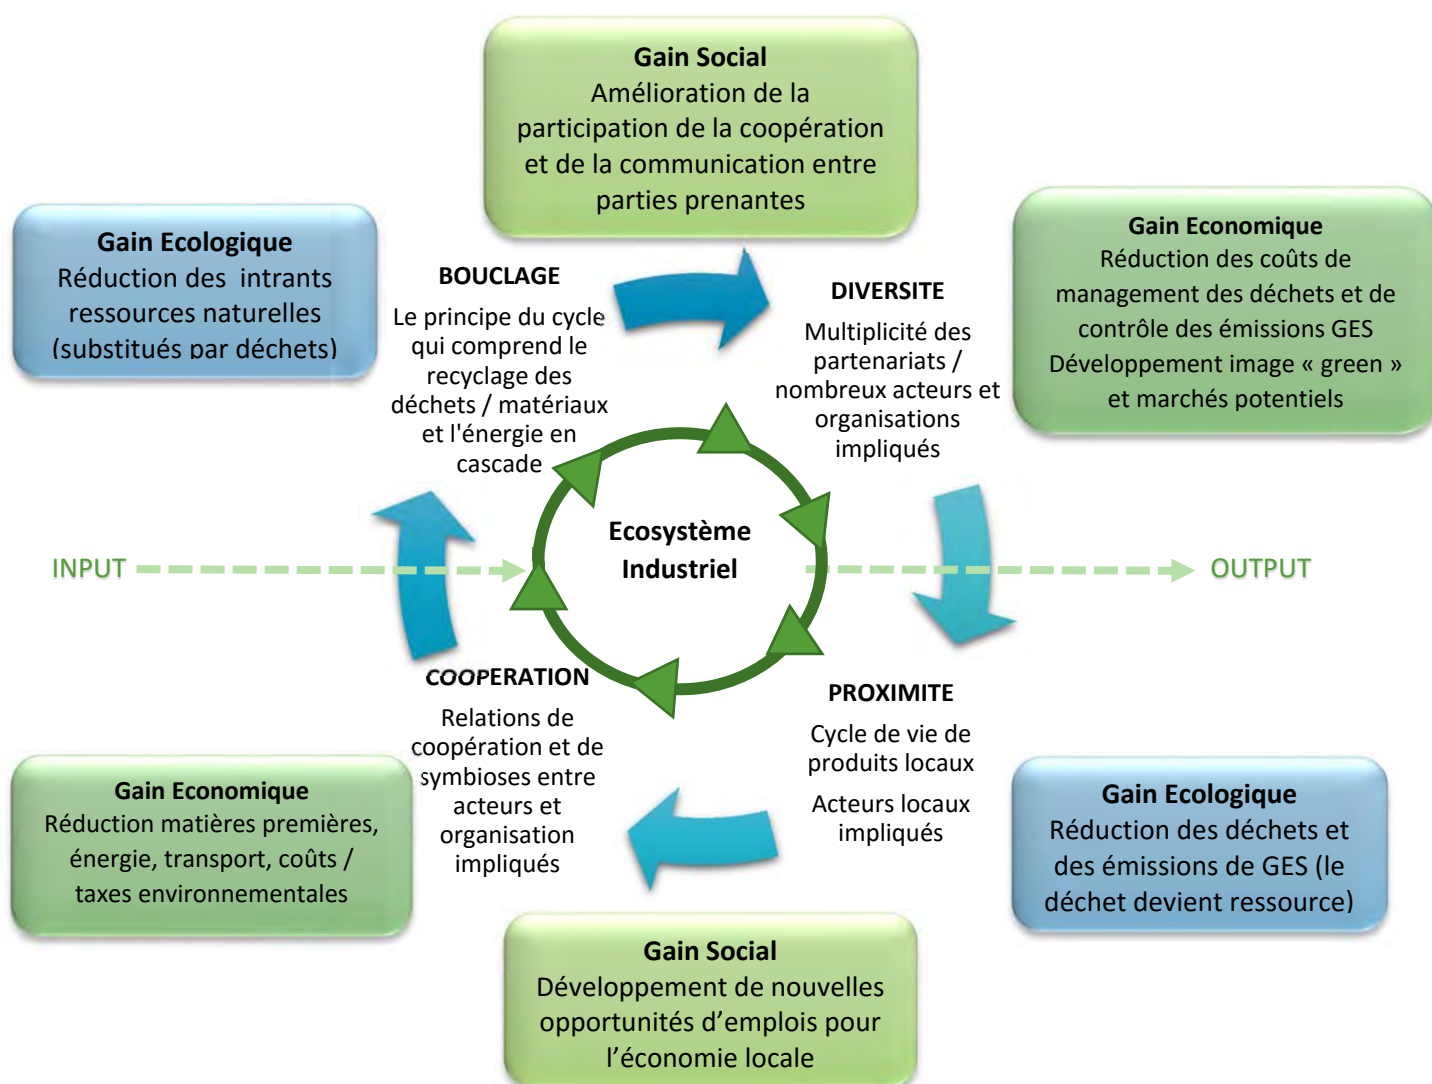 Gain Social
Amélioration de la
participation de la coopération
et de la communication entre
parties prenantes
Gain Ecologique
Réduction des intrants
ressources naturelles
(substitués par déchets)
Gain Economique
Réduction des coûts de
management des déchets et de
contrôle des émissions GES
Développement image « green »
et marchés potentiels
BOUCLAGE
Le principe du cycle
qui comprend le
recyclage des
déchets / matériaux
et l'énergie en
cascade
DIVERSITE
Multiplicité des
partenariats /
nombreux acteurs et
organisations
impliqués
Ecosystème
Industriel
INPUT
OUTPUT
COOPERATION
Relations de
coopération et de
symbioses entre
acteurs et
organisation
impliqués
PROXIMITE
Cycle de vie de
produits locaux
Acteurs locaux
impliqués
Gain Economique
Réduction matières premières,
énergie, transport, coûts /
taxes environnementales
Gain Ecologique
Réduction des déchets et
des émissions de GES (le
déchet devient ressource)
Gain Social
Développement de nouvelles
opportunités d’emplois pour
l’économie locale